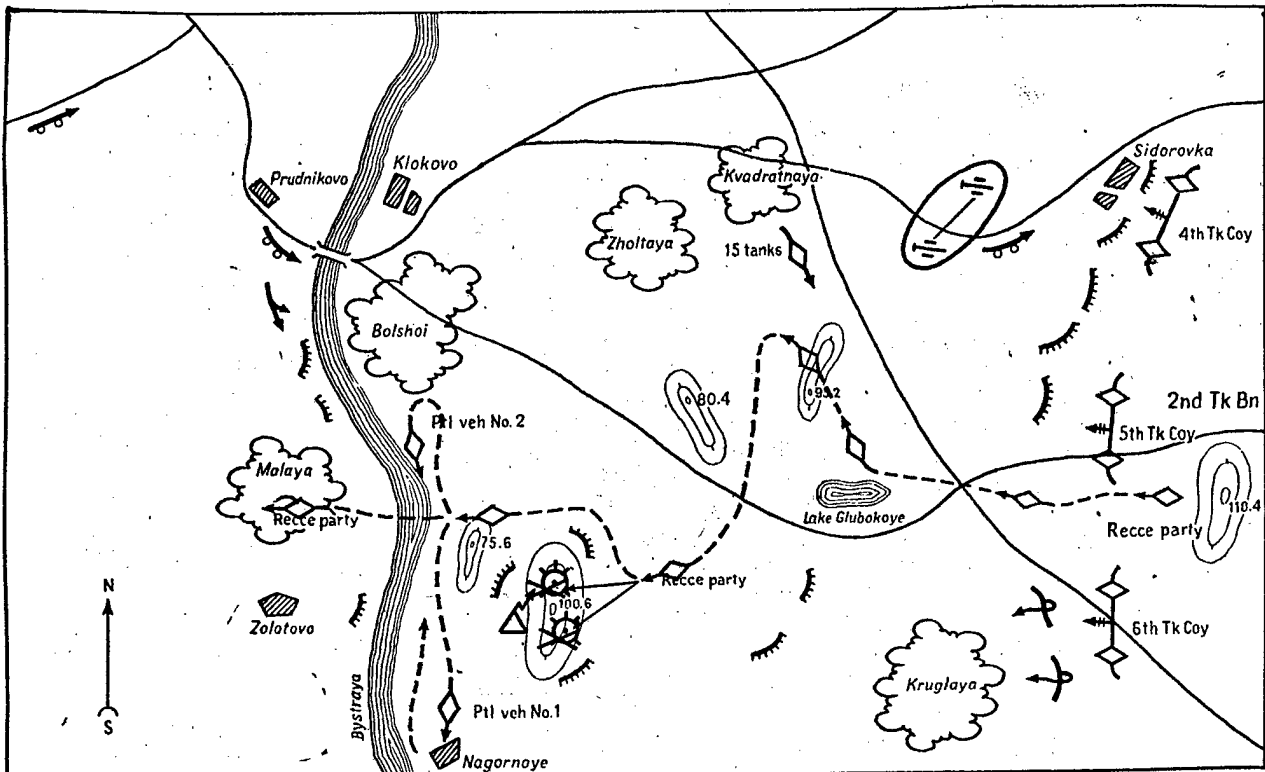 Sidorovka
Klokovo
Prudnikovo
Kvadratnaya
4th Tk Coy
Zholtaya
15 tanks
Bolshoi
80.4
93.2
2nd Tk Bn
5th Tk Coy
Ptl veh No.2
Malaya
Recce party
Lake Glubokoye
110.4
Recce party
75.6
Recce party
100.6
N
Zolotovo
6th Tk Coy
Kruglaya
Bystraya
Ptl veh No.1
S
Nagornoye